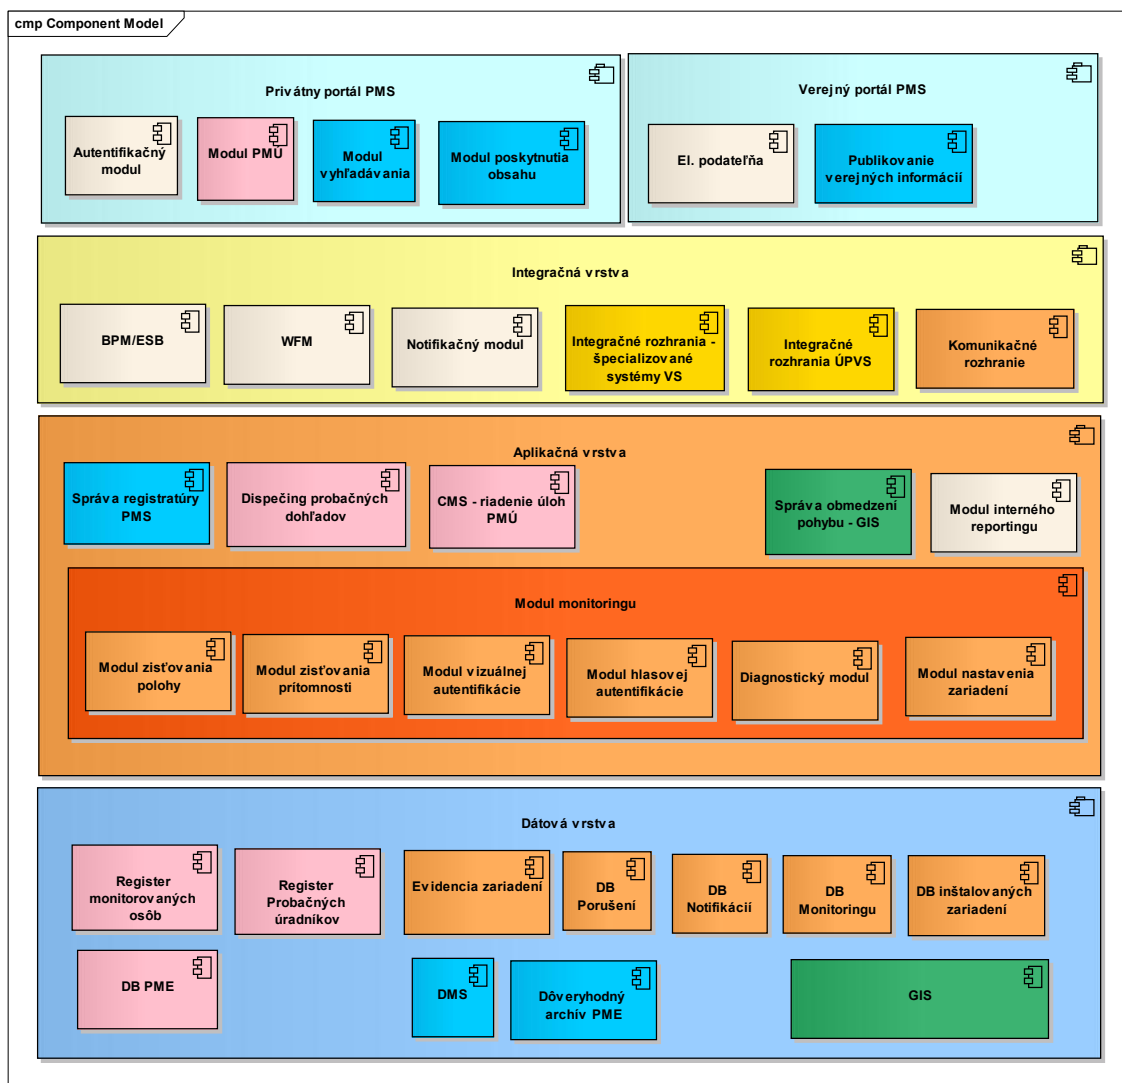 cmp Component Model
Privátny portál PMS
Autentifikačný
modul
Modul PMÚ
Modul
vyhľadávania
Modul poskytnutia
obsahu
Verejný portál PMS
El. podateľňa
Publikovanie
verejných informácií
Integračná vrstva
BPM/ESB
WFM
Notifikačný modul
Integračné rozhrania -
špecializované
systémy VS
Integračné
rozhrania ÚPVS
Komunikačné
rozhranie
Aplikačná vrstva
Správa registratúry
PMS
Dispečing probačných
dohľadov
CMS - riadenie úloh
PMÚ
Správa obmedzení
pohybu - GIS
Modul interného
reportingu
Modul monitoringu
Modul zisťovania
polohy
Modul zisťovania
prítomnosti
Modul vizuálnej
autentifikácie
Modul hlasovej
autentifikácie
Diagnostický modul
Modul nastavenia
zariadení
Dátová vrstva
Register
monitorovaných
osôb
Register
Probačných
úradníkov
Evidencia zariadení
DB
Porušení
DB
Notifikácií
DB
Monitoringu
DB inštalovaných
zariadení
DB PME
DMS
Dôveryhodný
archív PME
GIS